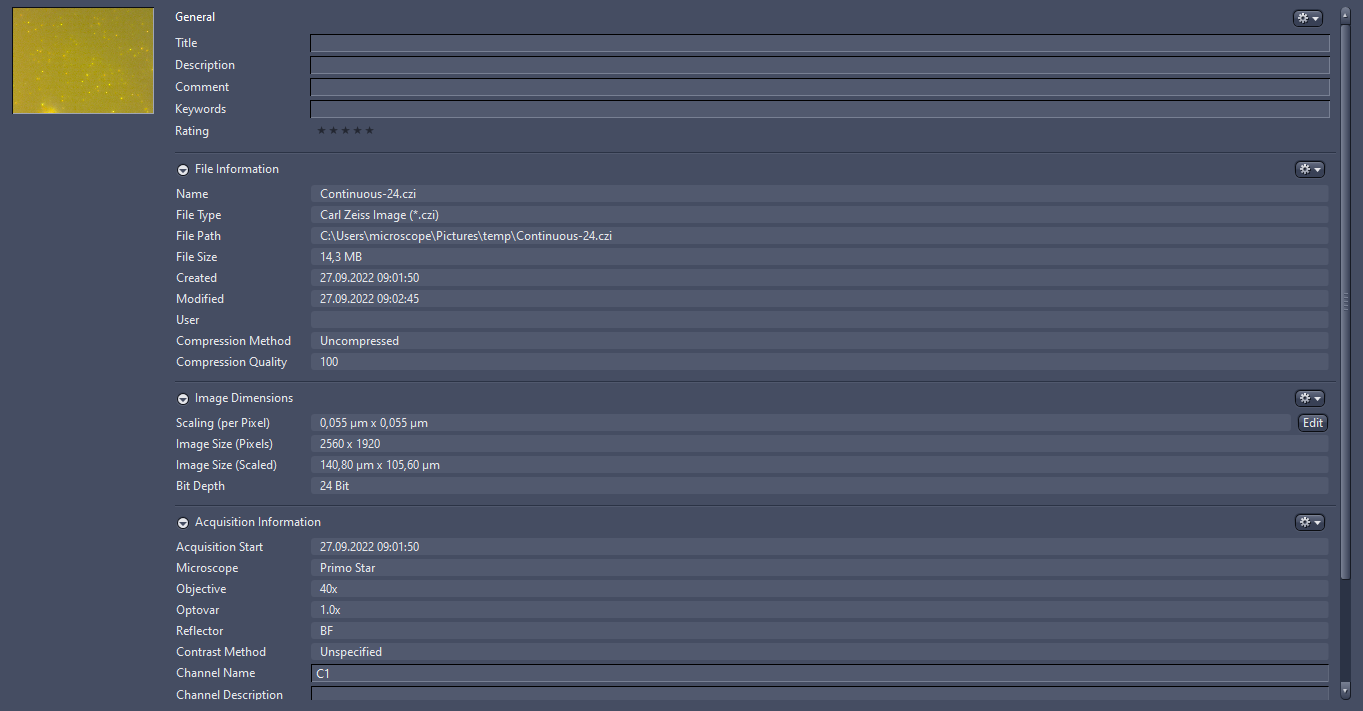 General
Title
Description
Comment
Keywords
Rating ★★★★★
File Information
Name Continuous-24.czi
File Type Carl Zeiss Image (*.czi)
File Path C:\Users\microscope\Pictures\temp\Continuous-24.czi
File Size 14,3 MB
Created 27.09.2022 09:01:50
Modified 27.09.2022 09:02:45
User
Compression Method Uncompressed
Compression Quality 100
Image Dimensions
Scaling (per Pixel) 0,055 µm x 0,055 µm Edit
Image Size (Pixels) 2560 x 1920
Image Size (Scaled) 140,80 µm x 105,60 µm
Bit Depth 24 Bit
Acquisition Information
Acquisition Start 27.09.2022 09:01:50
Microscope Primo Star
Objective 40x
Optovar 1.0x
Reflector BF
Contrast Method Unspecified
Channel Name C1
Channel Description